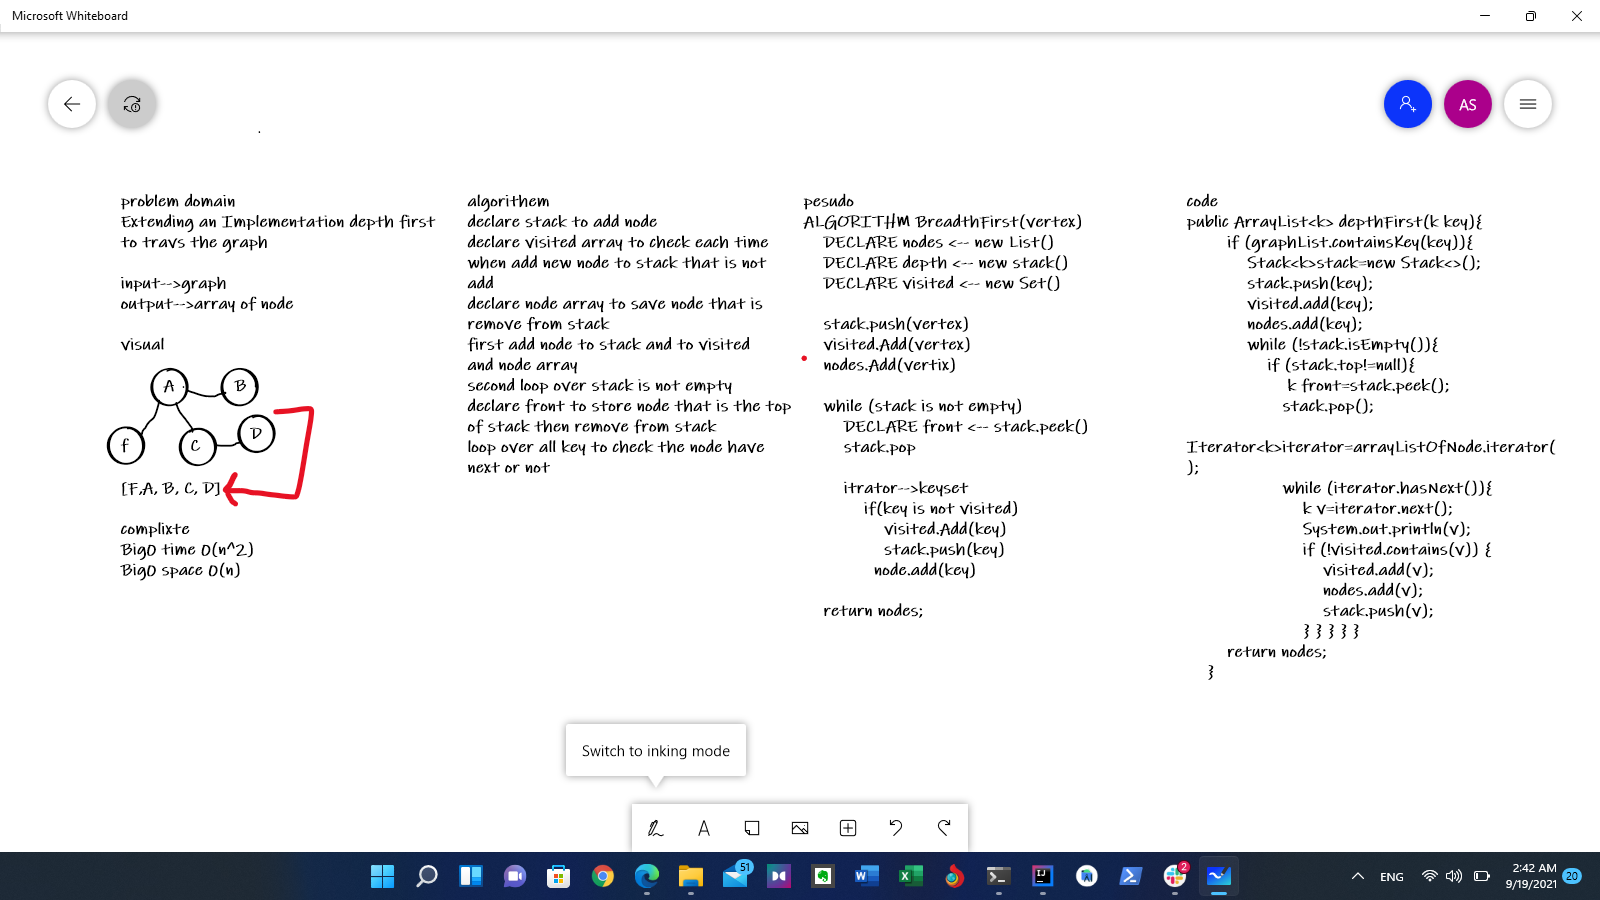 Microsoft Whiteboard
AS
problem domain
Extending an Implementation depth first
to travs the graph
input-->graph
output-->array of node
visual
A
B
f
C
D
[F,A, B, C, D]
complixte
BigO time O(n^2)
BigO space O(n)
algorithem
declare stack to add node
declare visited array to check each time
when add new node to stack that is not
add
declare node array to save node that is
remove from stack
first add node to stack and to visited
and node array
second loop over stack is not empty
declare front to store node that is the top
of stack then remove from stack
loop over all key to check the node have
next or not
pesudo
ALGORITHM BreadthFirst(vertex)
DECLARE nodes <-- new List()
DECLARE depth <-- new stack()
DECLARE visited <-- new Set()
stack.push(vertex)
visited.Add(vertex)
nodes.Add(vertix)
while (stack is not empty)
DECLARE front <-- stack.peek()
stack.pop
itrator-->keyset
if(key is not visited)
visited.Add(key)
stack.push(key)
node.add(key)
return nodes;
code
public ArrayList<k> depthFirst(k key){
if (graphList.containsKey(key)){
Stack<k>stack=new Stack<>();
stack.push(key);
visited.add(key);
nodes.add(key);
while (!stack.isEmpty()){
if (stack.top!=null){
k front=stack.peek();
stack.pop();
Iterator<k>iterator=arrayListOfNode.iterator(
);
while (iterator.hasNext()){
k v=iterator.next();
System.out.println(v);
if (!visited.contains(v)) {
visited.add(v);
nodes.add(v);
stack.push(v);
} } } } }
return nodes;
}
Switch to inking mode
51
2
ENG
2:42 AM
9/19/2021
20